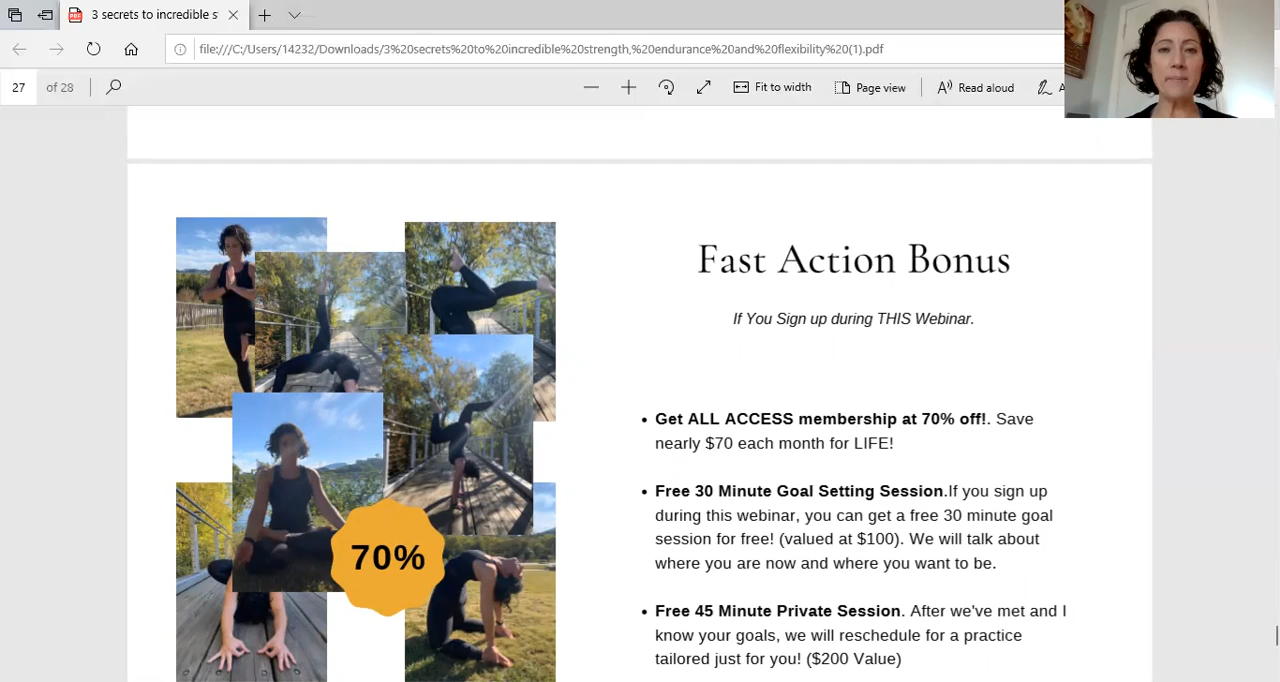 3 secrets to incredible s
file:///C:/Users/14232/Downloads/3%20secrets%20to%20incredible%20strength,%20endurance%20and%20flexibility%20(1).pdf
27 of 28 Fit to width Page view Read aloud
Fast Action Bonus
If You Sign up during THIS Webinar.
• Get ALL ACCESS membership at 70% off!. Save
nearly $70 each month for LIFE!
• Free 30 Minute Goal Setting Session.If you sign up
during this webinar, you can get a free 30 minute goal
session for free! (valued at $100). We will talk about
where you are now and where you want to be.
• Free 45 Minute Private Session. After we've met and I
know your goals, we will reschedule for a practice
tailored just for you! ($200 Value)
70%